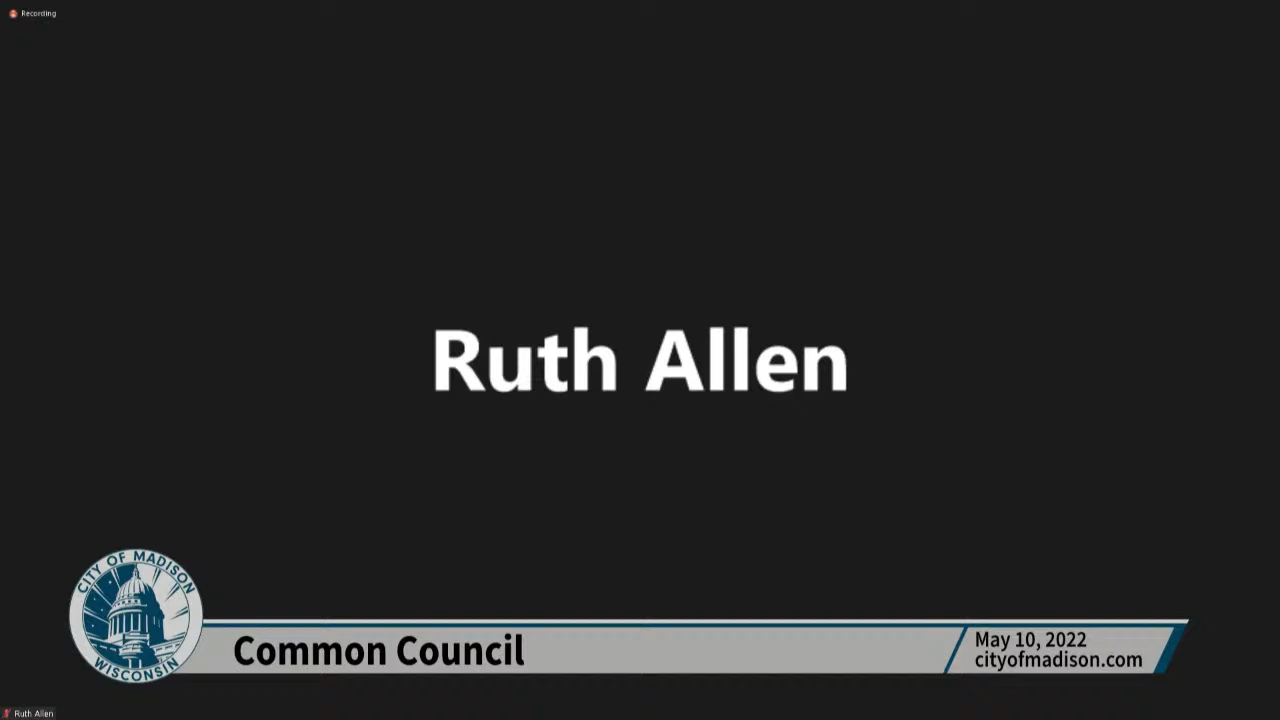 Recording
Ruth Allen
CITY OF MADISON
WISCONSIN
Common Council
May 10, 2022
cityofmadison.com
Ruth Allen